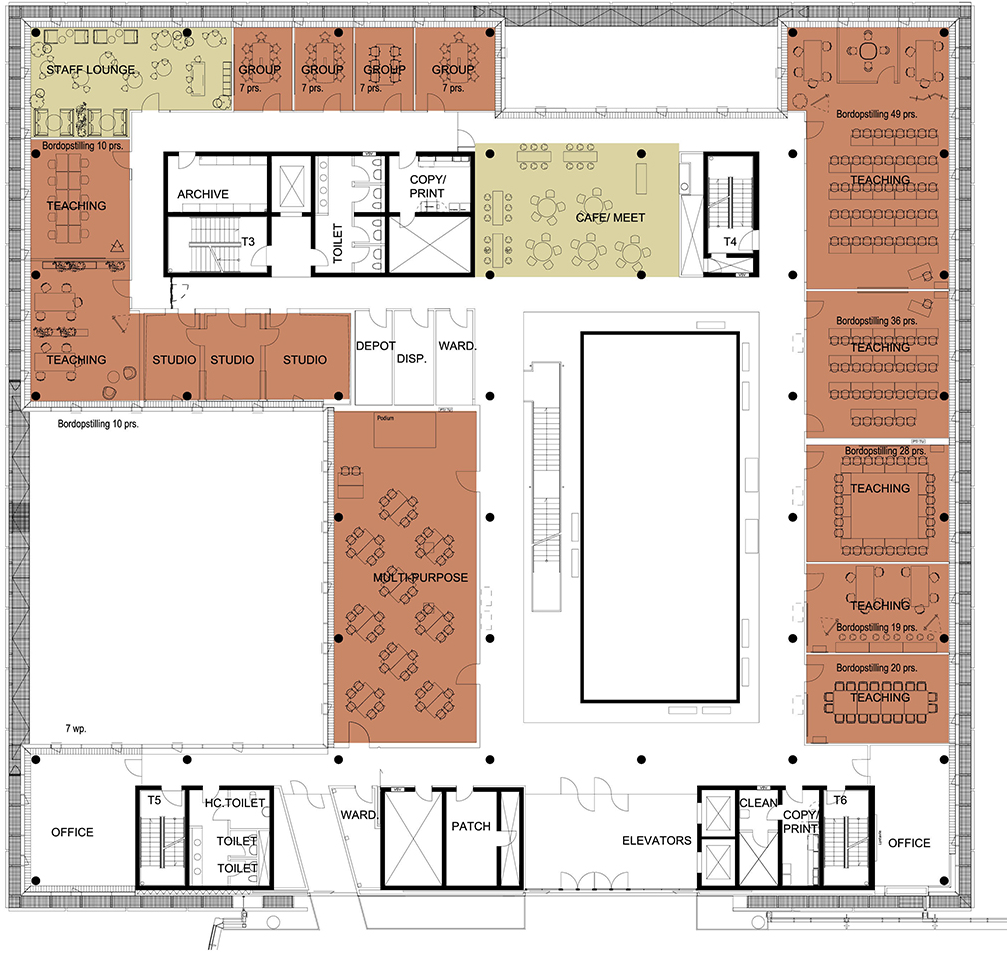 STAFF LOUNGE
GROUP
7 prs.
GROUP
7 prs.
GROUP
7 prs.
GROUP
7 prs.
Bordopstilling 49 prs.
TEACHING
Bordopstilling 10 prs.
TEACHING
ARCHIVE
T3
TOILET
COPY/
PRINT
CAFE/ MEET
T4
TEACHING
STUDIO
STUDIO
STUDIO
DEPOT
DISP.
WARD.
Bordopstilling 36 prs.
TEACHING
Bordopstilling 10 prs.
Podium
Bordopstilling 28 prs.
TEACHING
MULTI-PURPOSE
TEACHING
Bordopstilling 19 prs.
Bordopstilling 20 prs.
TEACHING
7 wp.
OFFICE
T5
HC.TOILET
TOILET
TOILET
WARD.
PATCH
ELEVATORS
CLEAN
COPY/
PRINT
T6
OFFICE